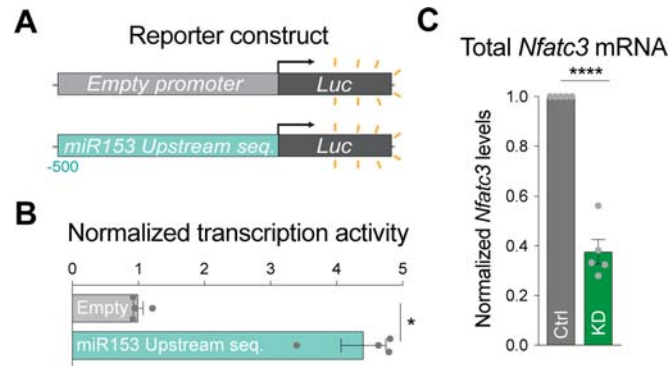 A
Reporter construct
Empty promoter
Luc
miR153 Upstream seq.
Luc
-500
B
Normalized transcription activity
0 1 2 3 4 5
Empty
miR153 Upstream seq.
*
C
Total Nfatc3 mRNA
****
Normalized Nfatc3 levels
1.0
0.8
0.6
0.4
0.2
0.0
Ctrl
KD